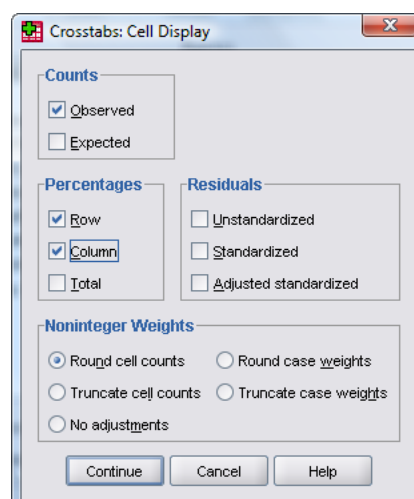 Crosstabs: Cell Display
Counts
Observed
Expected
Percentages
Row
Column
Total
Residuals
Unstandardized
Standardized
Adjusted standardized
Noninteger Weights
Round cell counts
Round case weights
Truncate cell counts
Truncate case weights
No adjustments
Continue
Cancel
Help